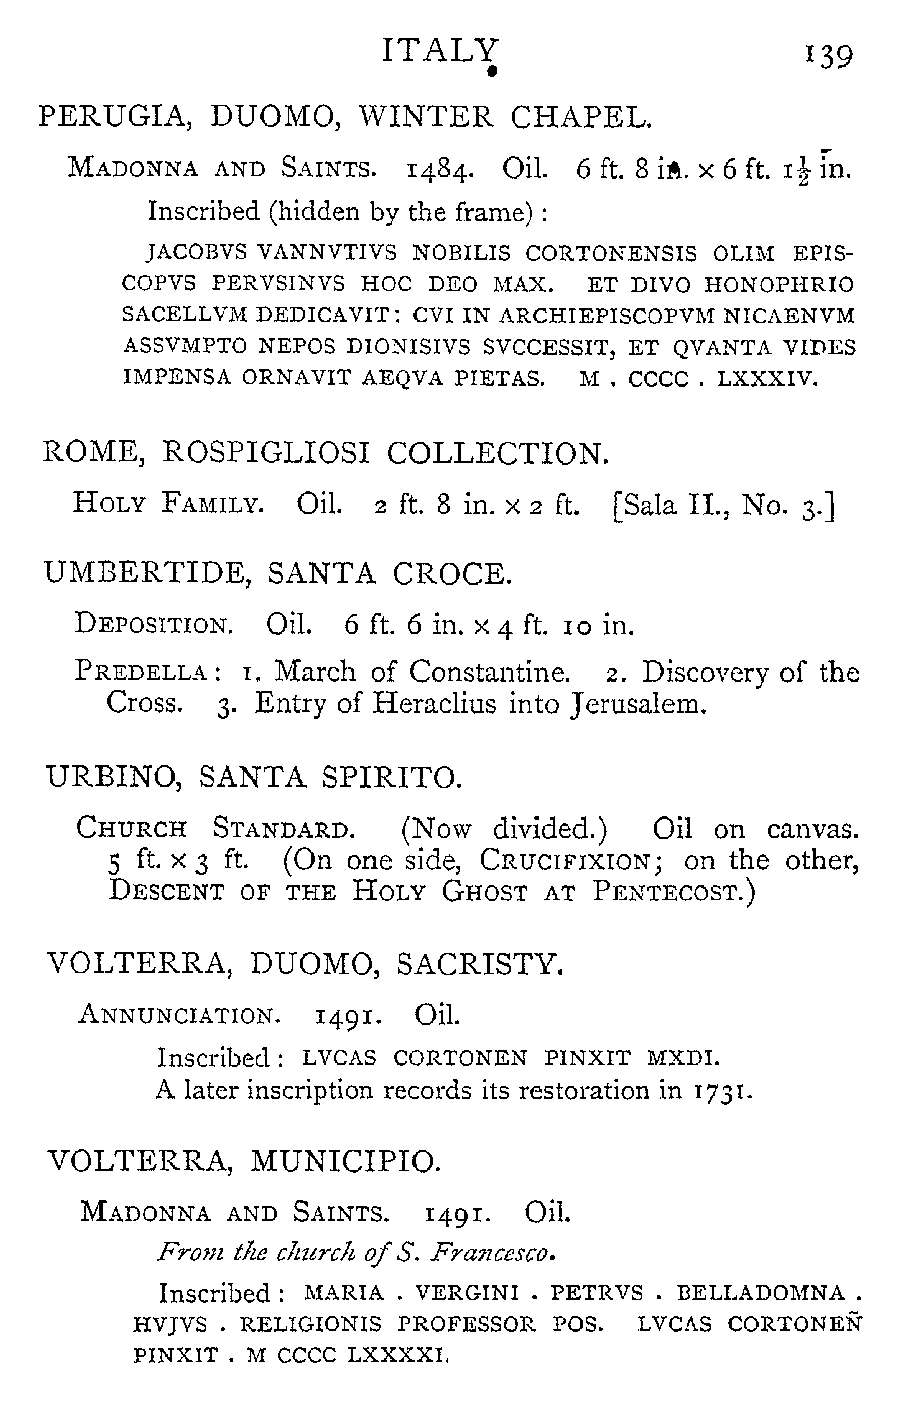 ITALY 139
PERUGIA, DUOMO, WINTER CHAPEL.
MADONNA AND SAINTS. 1484. Oil. 6 ft. 8 in. × 6 ft. 1½ in.
Inscribed (hidden by the frame) :
JACOBVS VANNVTIVS NOBILIS CORTONENSIS OLIM EPIS-
COPVS PERVSINVS HOC DEO MAX. ET DIVO HONOPHRIO
SACELLVM DEDICAVIT: CVI IN ARCHIEPISCOPVM NICAENVM
ASSVMPTO NEPOS DIONISIVS SVCCESSIT, ET QVANTA VIDES
IMPENSA ORNAVIT AEQVA PIETAS. M . CCCC . LXXXIV.
ROME, ROSPIGLIOSI COLLECTION.
HOLY FAMILY. Oil. 2 ft. 8 in. × 2 ft. [Sala II., No. 3.]
UMBERTIDE, SANTA CROCE.
DEPOSITION. Oil. 6 ft. 6 in. × 4 ft. 10 in.
PREDELLA : 1. March of Constantine. 2. Discovery of the
Cross. 3. Entry of Heraclius into Jerusalem.
URBINO, SANTA SPIRITO.
CHURCH STANDARD. (Now divided.) Oil on canvas.
5 ft. × 3 ft. (On one side, CRUCIFIXION; on the other,
DESCENT OF THE HOLY GHOST AT PENTECOST.)
VOLTERRA, DUOMO, SACRISTY.
ANNUNCIATION. 1491. Oil.
Inscribed : LVCAS CORTONEN PINXIT MXDI.
A later inscription records its restoration in 1731.
VOLTERRA, MUNICIPIO.
MADONNA AND SAINTS. 1491. Oil.
From the church of S. Francesco.
Inscribed : MARIA . VERGINI . PETRVS . BELLADOMNA .
HVJVS . RELIGIONIS PROFESSOR POS. LVCAS CORTONEÑ
PINXIT . M CCCC LXXXXI.